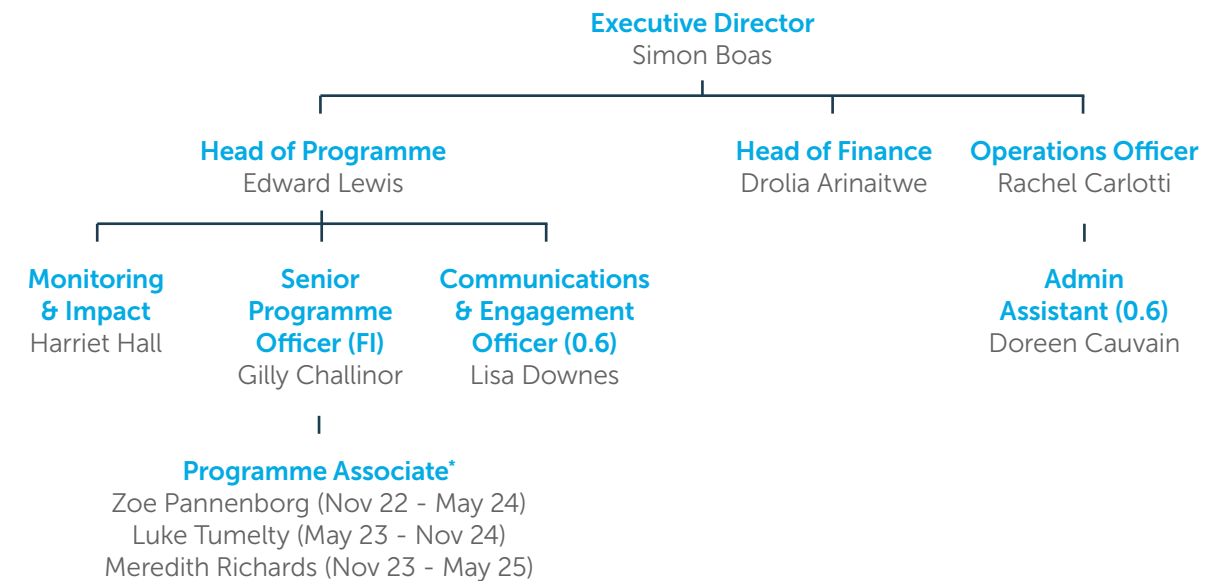 Executive Director
Simon Boas
Head of Programme
Edward Lewis
Head of Finance
Drolia Arinaitwe
Operations Officer
Rachel Carlotti
Monitoring
& Impact
Harriet Hall
Senior
Programme
Officer (FI)
Gilly Challinor
Communications
& Engagement
Officer (0.6)
Lisa Downes
Admin
Assistant (0.6)
Doreen Cauvain
Programme Associate*
Zoe Pannenborg (Nov 22 - May 24)
Luke Tumelty (May 23 - Nov 24)
Meredith Richards (Nov 23 - May 25)